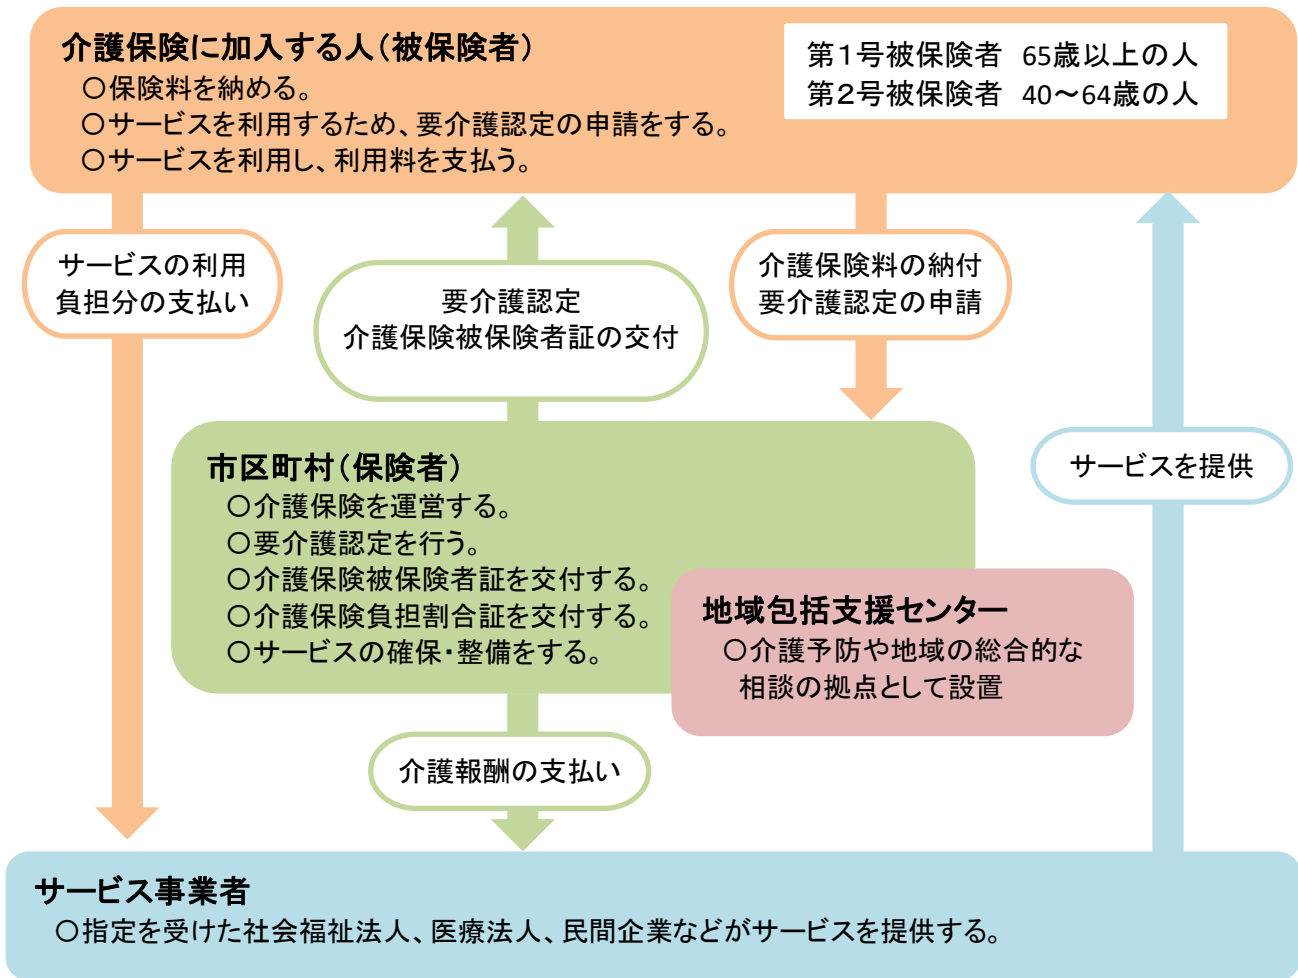 介護保険に加入する人(被保険者)
○保険料を納める。
○サービスを利用するため、要介護認定の申請をする。
○サービスを利用し、利用料を支払う。
第1号被保険者 65歳以上の人
第2号被保険者 40~64歳の人
サービスの利用
負担分の支払い
要介護認定
介護保険被保険者証の交付
介護保険料の納付
要介護認定の申請
サービスを提供
市区町村(保険者)
○介護保険を運営する。
○要介護認定を行う。
○介護保険被保険者証を交付する。
○介護保険負担割合証を交付する。
○サービスの確保・整備をする。
地域包括支援センター
○介護予防や地域の総合的な
相談の拠点として設置
介護報酬の支払い
サービス事業者
○指定を受けた社会福祉法人、医療法人、民間企業などがサービスを提供する。